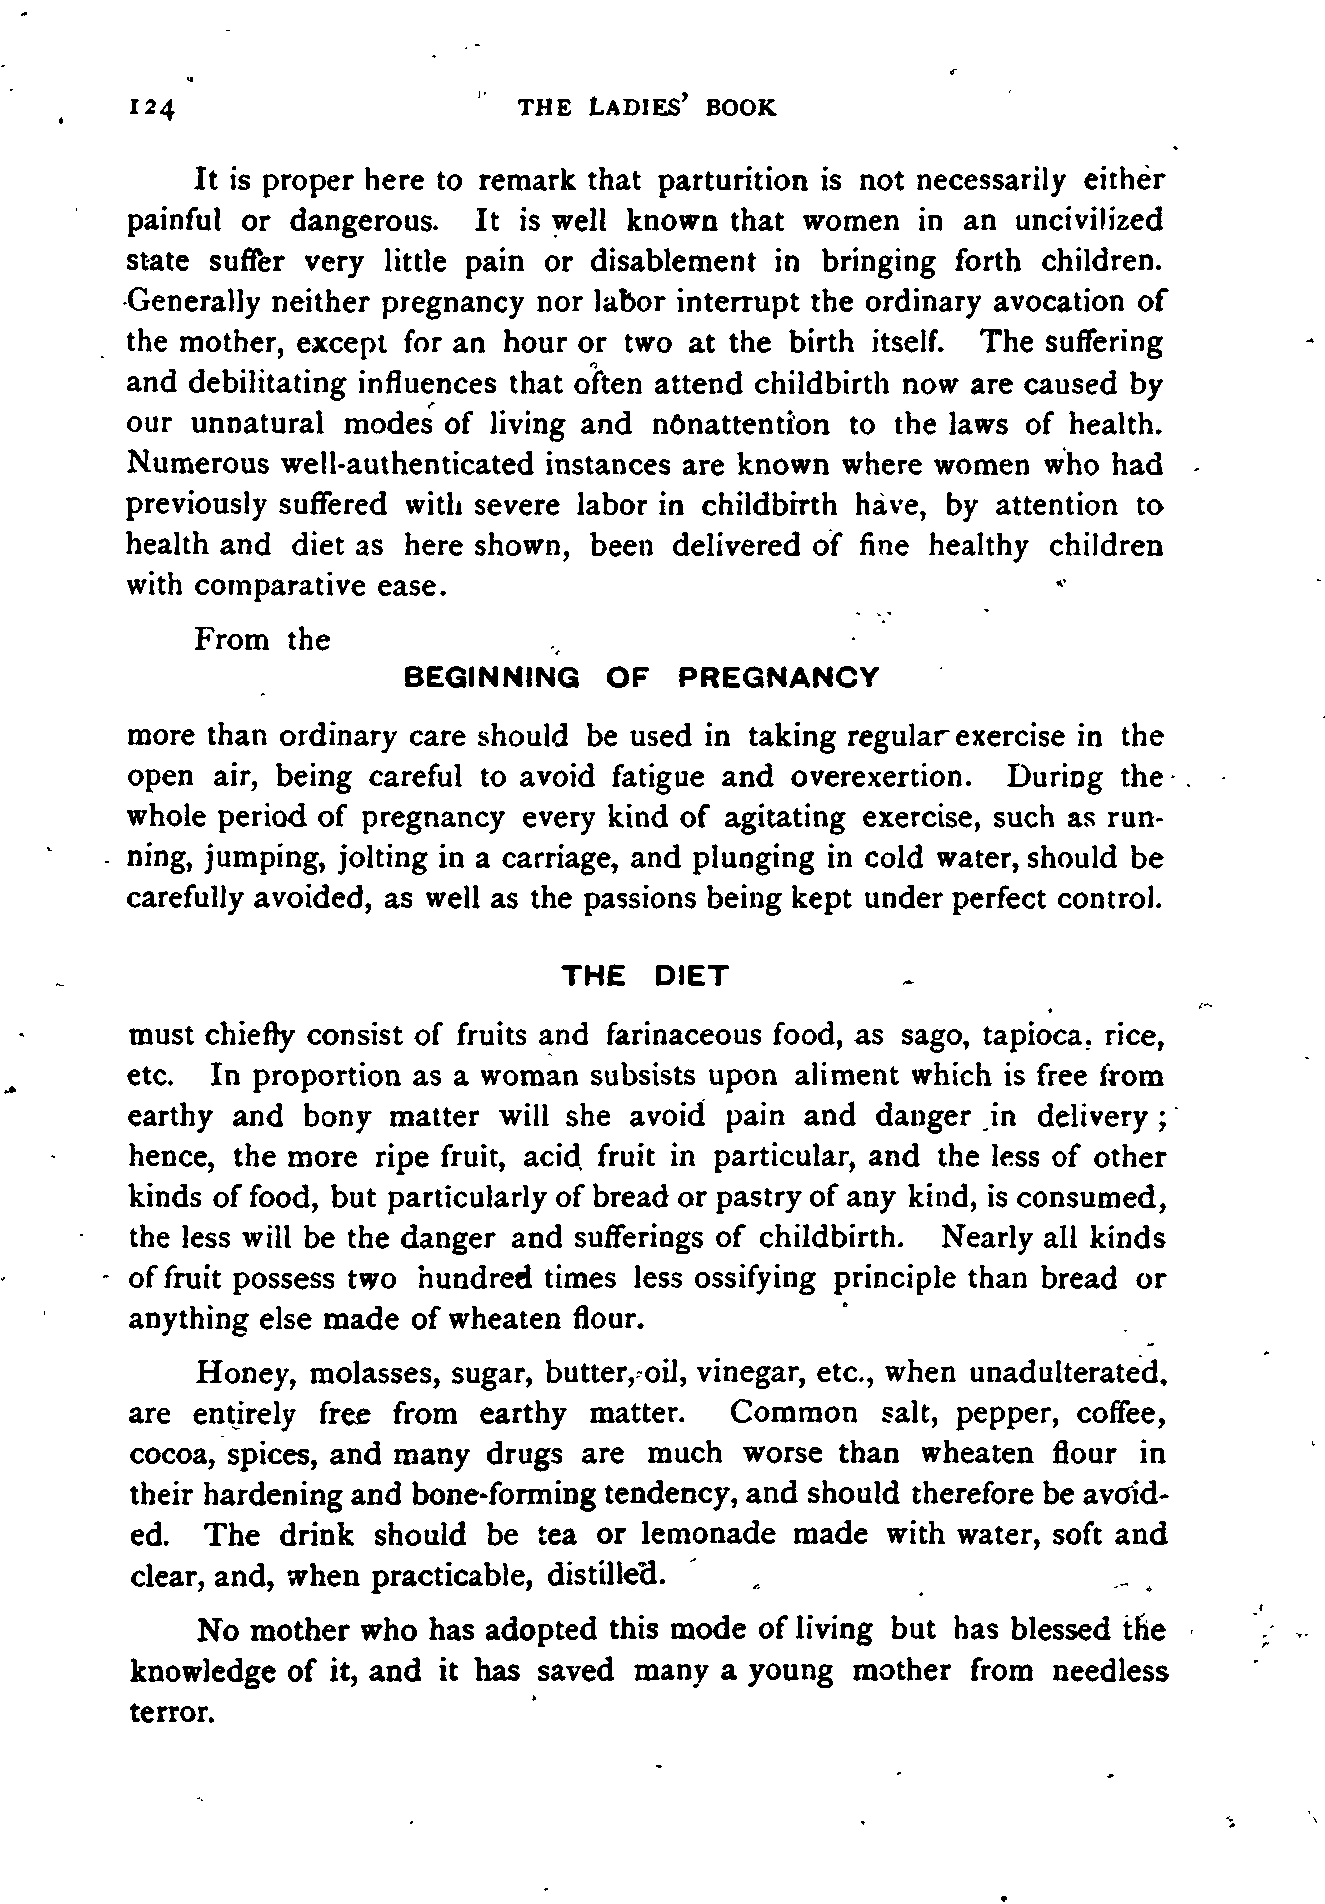 124 THE LADIES' BOOK
It is proper here to remark that parturition is not necessarily either
painful or dangerous. It is well known that women in an uncivilized
state suffer very little pain or disablement in bringing forth children.
Generally neither pregnancy nor labor interrupt the ordinary avocation of
the mother, except for an hour or two at the birth itself. The suffering
and debilitating influences that often attend childbirth now are caused by
our unnatural modes of living and nonattention to the laws of health.
Numerous well-authenticated instances are known where women who had
previously suffered with severe labor in childbirth have, by attention to
health and diet as here shown, been delivered of fine healthy children
with comparative ease.
From the
BEGINNING OF PREGNANCY
more than ordinary care should be used in taking regular exercise in the
open air, being careful to avoid fatigue and overexertion. During the
whole period of pregnancy every kind of agitating exercise, such as run-
ning, jumping, jolting in a carriage, and plunging in cold water, should be
carefully avoided, as well as the passions being kept under perfect control.
THE DIET
must chiefly consist of fruits and farinaceous food, as sago, tapioca, rice,
etc. In proportion as a woman subsists upon aliment which is free from
earthy and bony matter will she avoid pain and danger in delivery ;
hence, the more ripe fruit, acid fruit in particular, and the less of other
kinds of food, but particularly of bread or pastry of any kind, is consumed,
the less will be the danger and sufferings of childbirth. Nearly all kinds
of fruit possess two hundred times less ossifying principle than bread or
anything else made of wheaten flour.
Honey, molasses, sugar, butter, oil, vinegar, etc., when unadulterated,
are entirely free from earthy matter. Common salt, pepper, coffee,
cocoa, spices, and many drugs are much worse than wheaten flour in
their hardening and bone-forming tendency, and should therefore be avoid-
ed. The drink should be tea or lemonade made with water, soft and
clear, and, when practicable, distilled.
No mother who has adopted this mode of living but has blessed the
knowledge of it, and it has saved many a young mother from needless
terror.